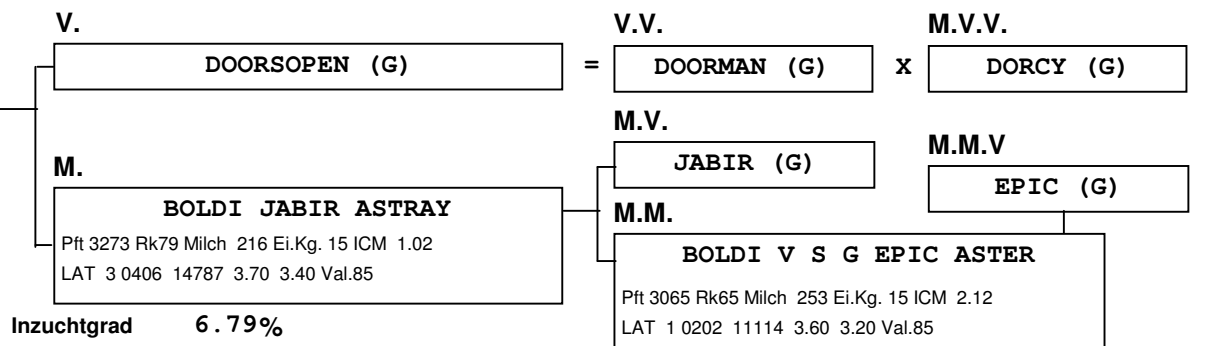 V. V.V. M.V.V.
DOORSOPEN (G) = DOORMAN (G) X DORCY (G)
M.V.
JABIR (G)
M.M.V
EPIC (G)
M.
BOLDI JABIR ASTRAY
Pft 3273 Rk79 Milch 216 Ei.Kg. 15 ICM 1.02
LAT 3 0406 14787 3.70 3.40 Val.85
M.M.
BOLDI V S G EPIC ASTER
Pft 3065 Rk65 Milch 253 Ei.Kg. 15 ICM 2.12
LAT 1 0202 11114 3.60 3.20 Val.85
Inzuchtgrad 6.79%